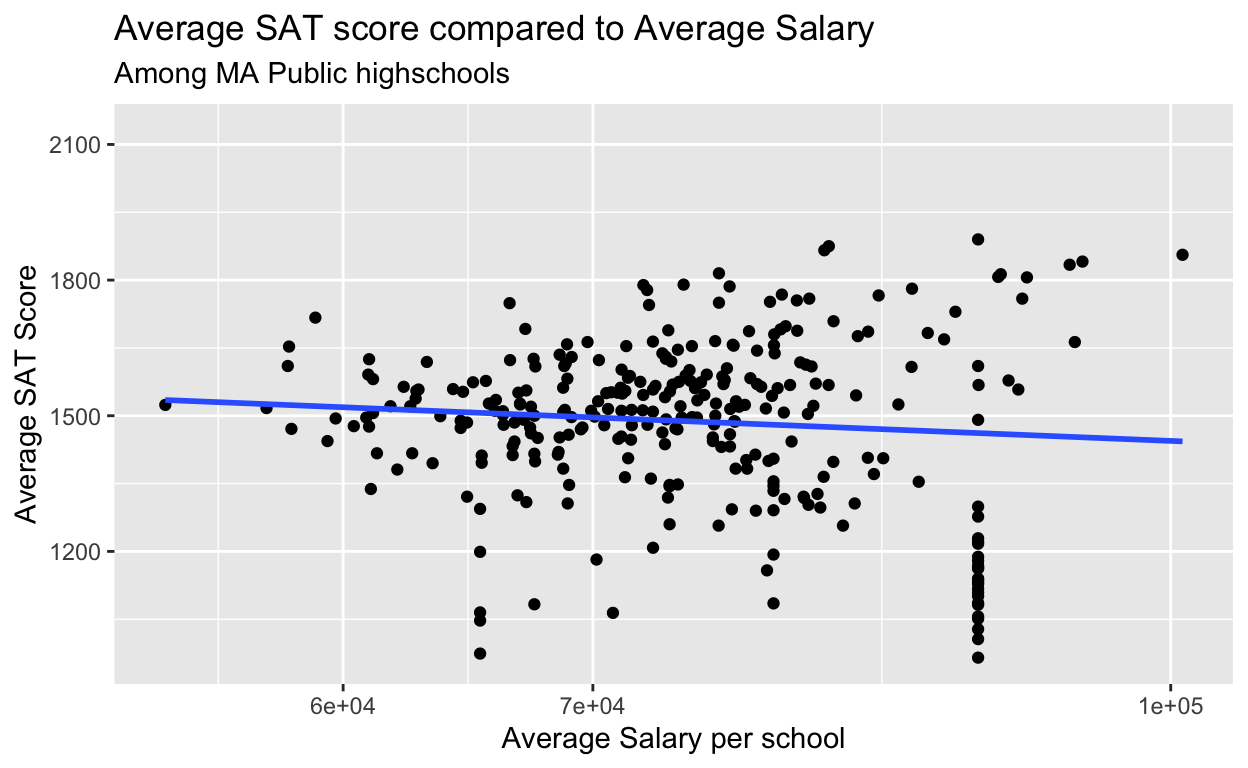 Average SAT score compared to Average Salary
Among MA Public highschools
Average SAT Score
2100
1800
1500
1200
6e+04 7e+04 1e+05
Average Salary per school